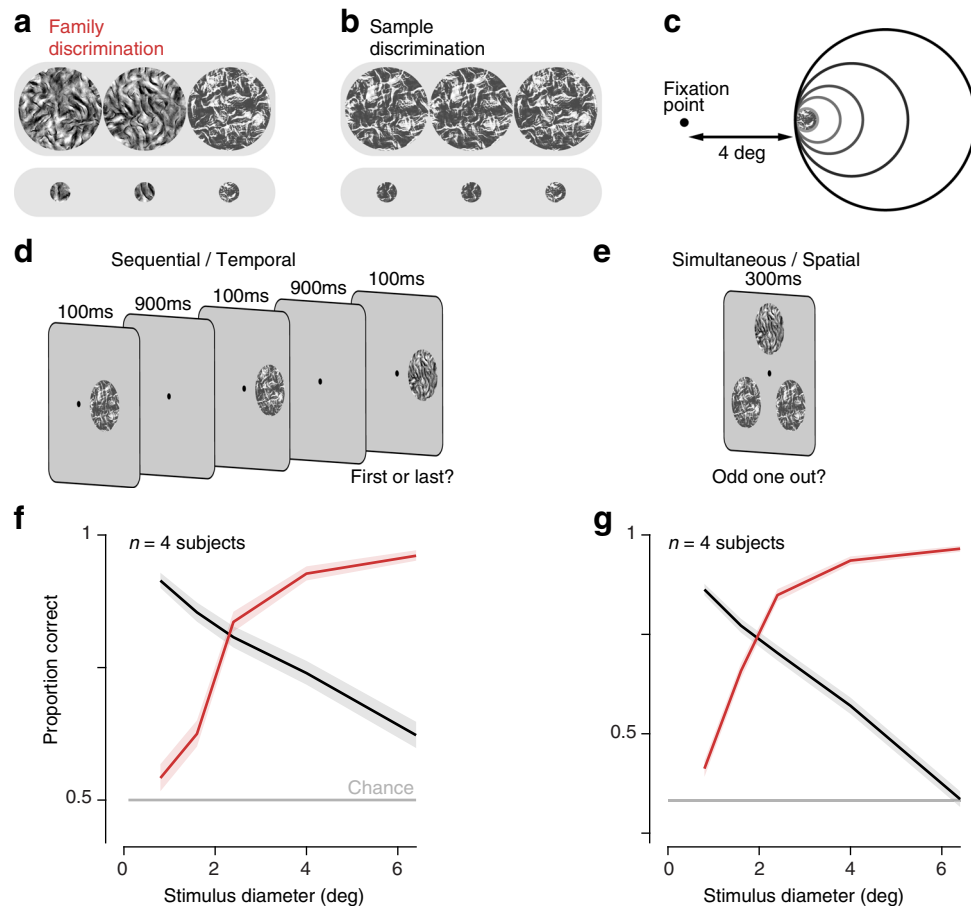 a
Family
discrimination
b
Sample
discrimination
c
Fixation
point
4 deg
d
Sequential / Temporal
100ms
900ms
100ms
900ms
100ms
First or last?
e
Simultaneous / Spatial
300ms
Odd one out?
f
n = 4 subjects
Proportion correct
1
0.5
Chance
0
2
4
6
Stimulus diameter (deg)
g
n = 4 subjects
1
0.5
0
2
4
6
Stimulus diameter (deg)